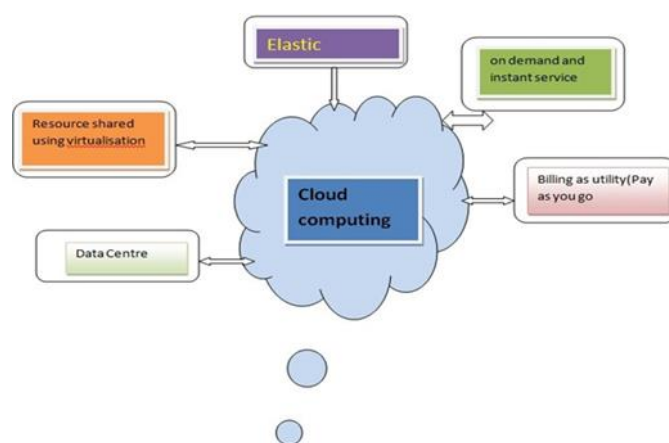 Elastic
on demand and
instant service
Resource shared
using virtualisation
Cloud
computing
Billing as utility(Pay
as you go
Data Centre